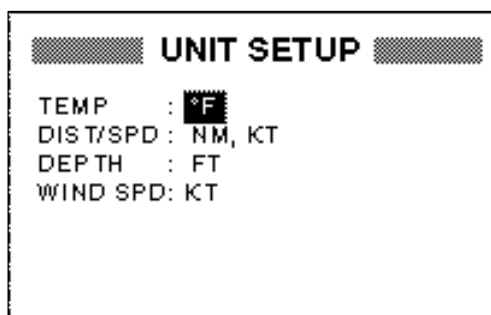 UNIT SETUP
TEMP : °F
DIST/SPD : NM, KT
DEPTH : FT
WIND SPD: KT